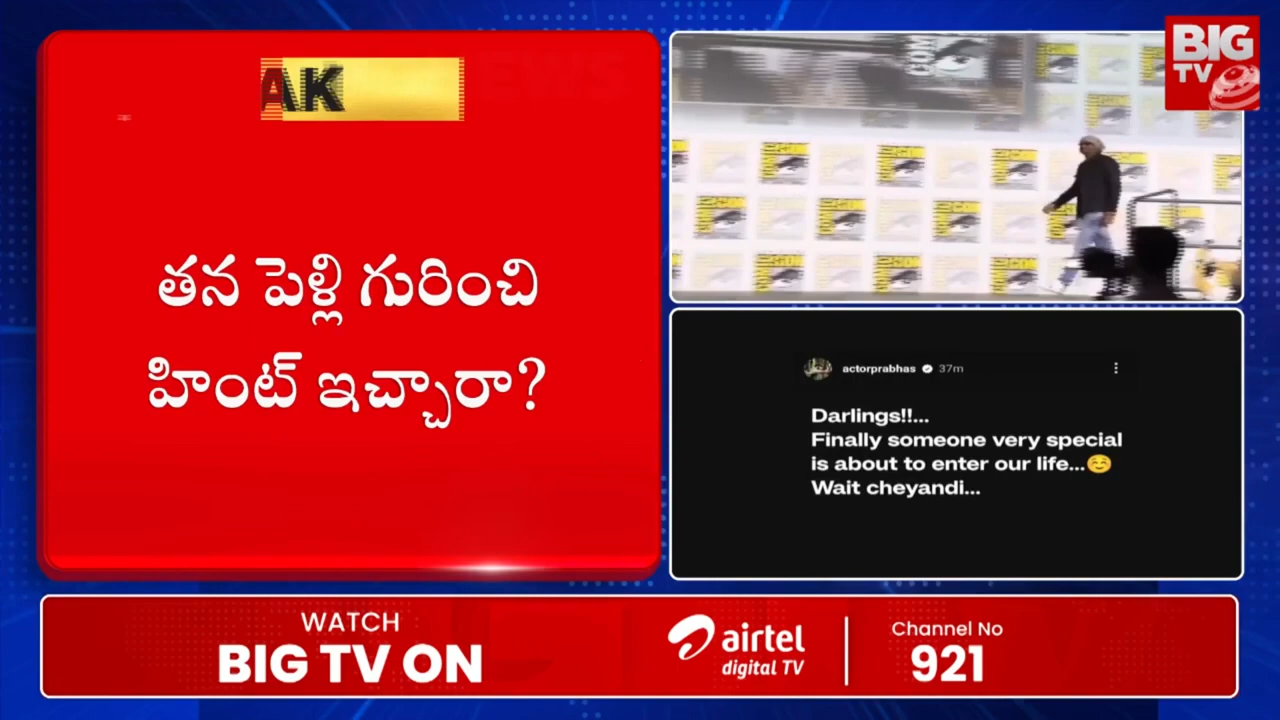 AK
తన పెళ్లి గురించి
హింట్ ఇచ్చారా?
BIG
TV
actorprabhas 37m
Darlings!!...
Finally someone very special
is about to enter our life...☺️
Wait cheyandi...
WATCH
BIG TV ON
airtel
digital TV
Channel No
921